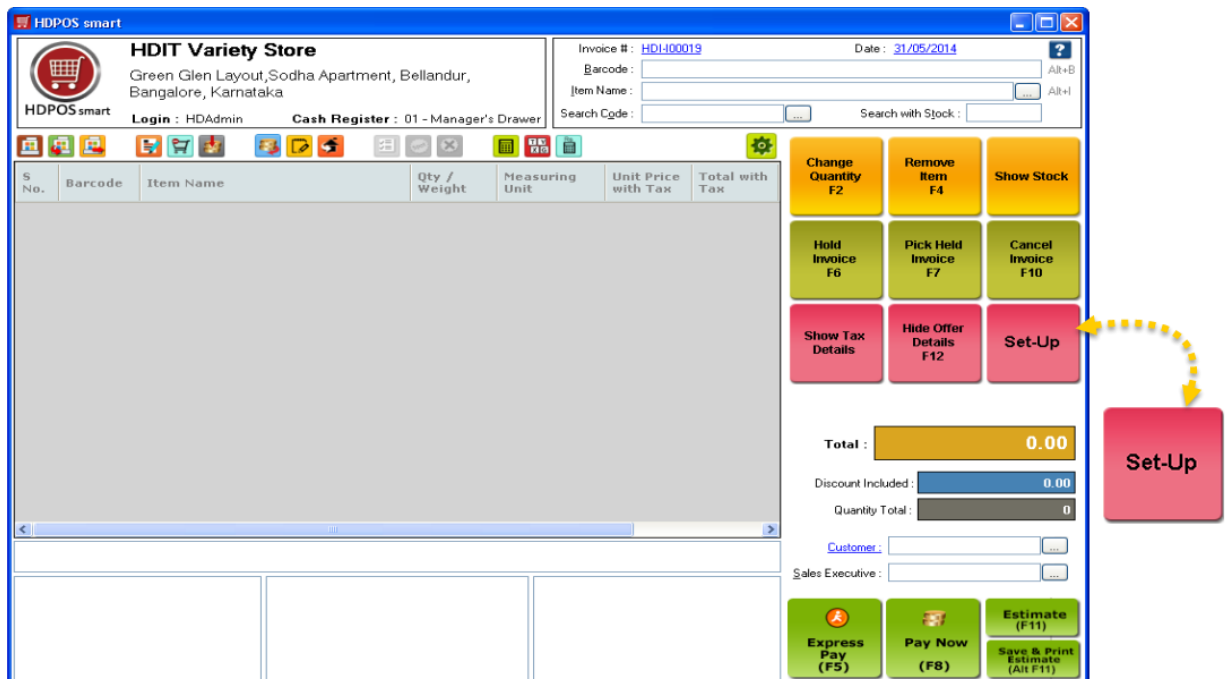 HDPOS smart
HDPOS smart
HDIT Variety Store
Green Glen Layout,Sodha Apartment, Bellandur,
Bangalore, Karnataka
Login : HDAdmin Cash Register : 01 - Manager's Drawer
Invoice # : HDI-I00019 Date : 31/05/2014 ?
Barcode : Alt+B
Item Name : ... Alt+I
Search Code : ... Search with Stock :
S No. Barcode Item Name Qty / Weight Measuring Unit Unit Price with Tax Total with Tax
Change Quantity F2
Remove Item F4
Show Stock
Hold Invoice F6
Pick Held Invoice F7
Cancel Invoice F10
Show Tax Details
Hide Offer Details F12
Set-Up
Set-Up
Total : 0.00
Discount Included : 0.00
Quantity Total : 0
Customer : ...
Sales Executive : ...
Express Pay (F5)
Pay Now (F8)
Estimate (F11)
Save & Print Estimate (Alt F11)